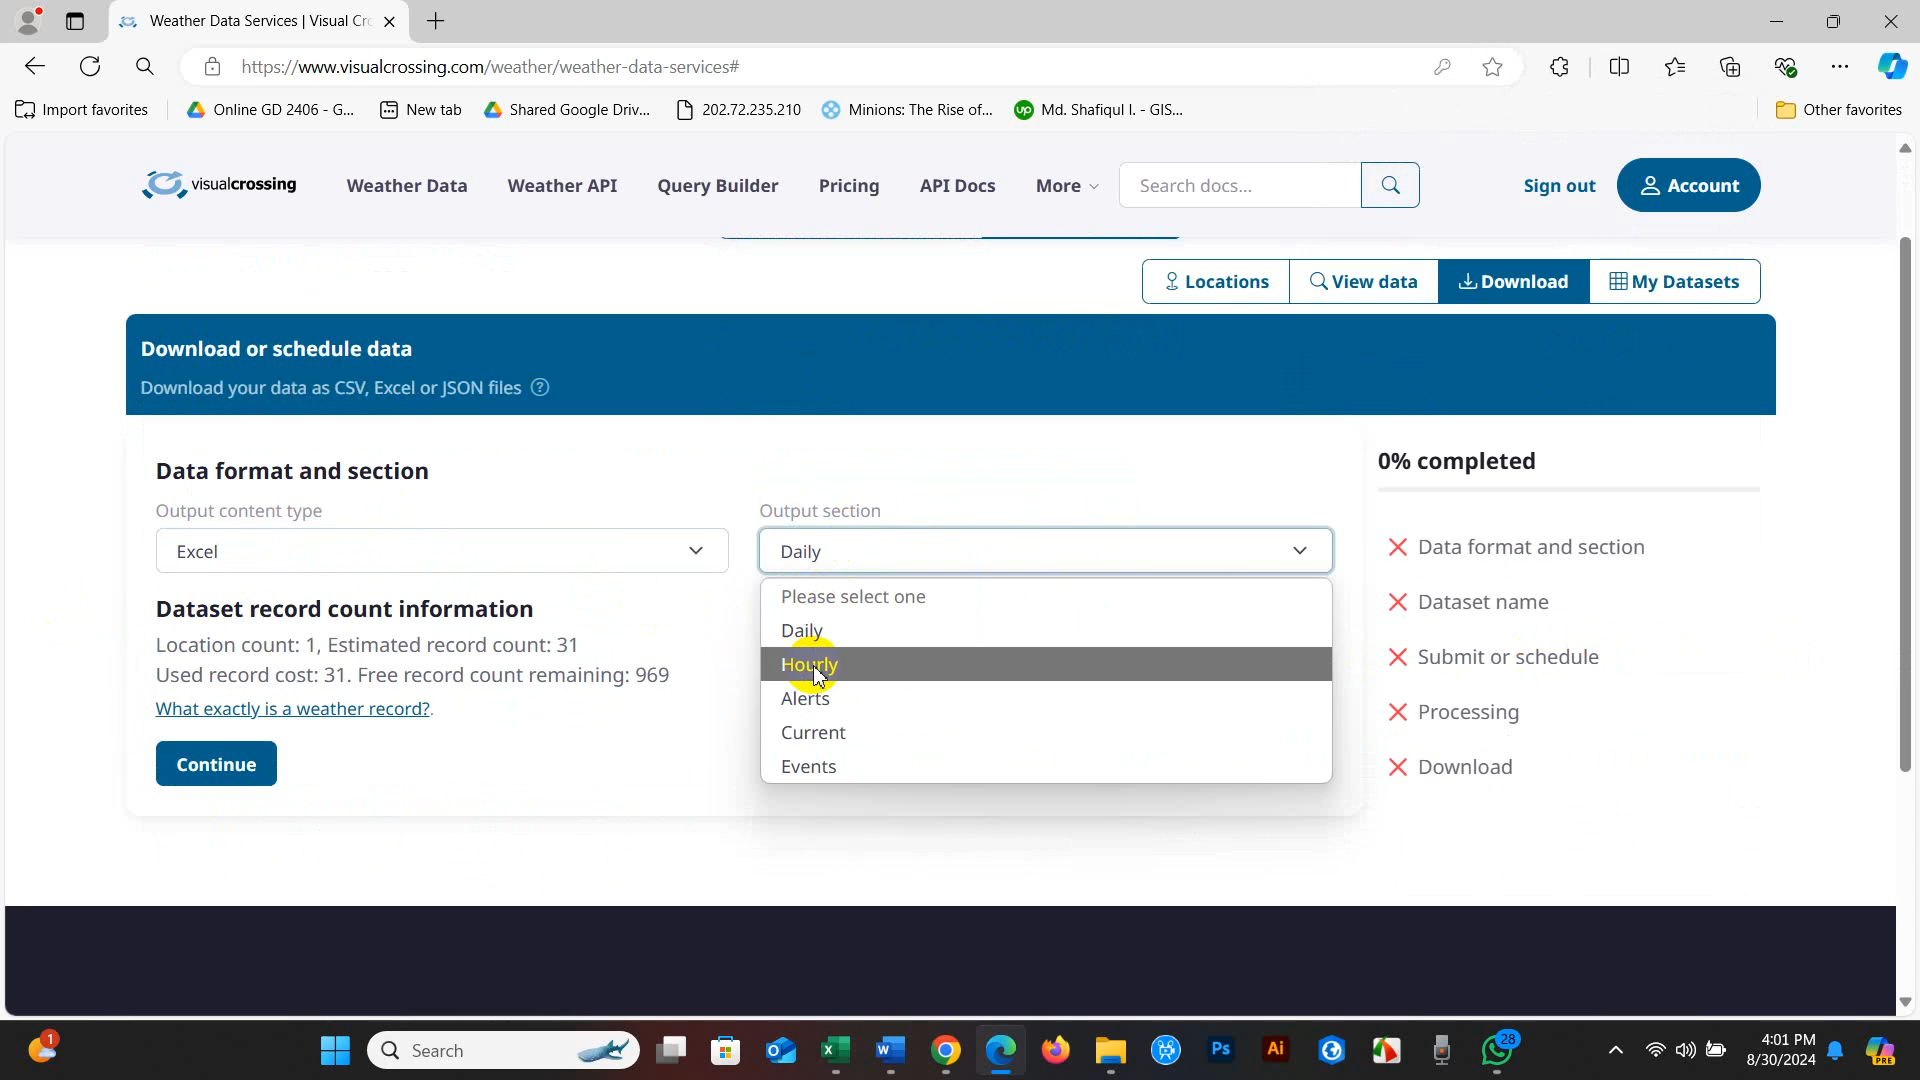 Weather Data Services | Visual Cr
https://www.visualcrossing.com/weather/weather-data-services#
Import favorites
Online GD 2406 - G...
New tab
Shared Google Driv...
202.72.235.210
Minions: The Rise of...
up
Md. Shafiqul I. - GIS...
Other favorites
visualcrossing
Weather Data
Weather API
Query Builder
Pricing
API Docs
More
Search docs...
Sign out
Account
Locations
View data
Download
My Datasets
Download or schedule data
Download your data as CSV, Excel or JSON files ?
Data format and section
Output content type
Excel
Output section
Daily
Please select one
Daily
Hourly
Alerts
Current
Events
Dataset record count information
Location count: 1, Estimated record count: 31
Used record cost: 31. Free record count remaining: 969
What exactly is a weather record?.
Continue
0% completed
Data format and section
Dataset name
Submit or schedule
Processing
Download
1
Search
Ps
Ai
28
4:01 PM
8/30/2024
PRE